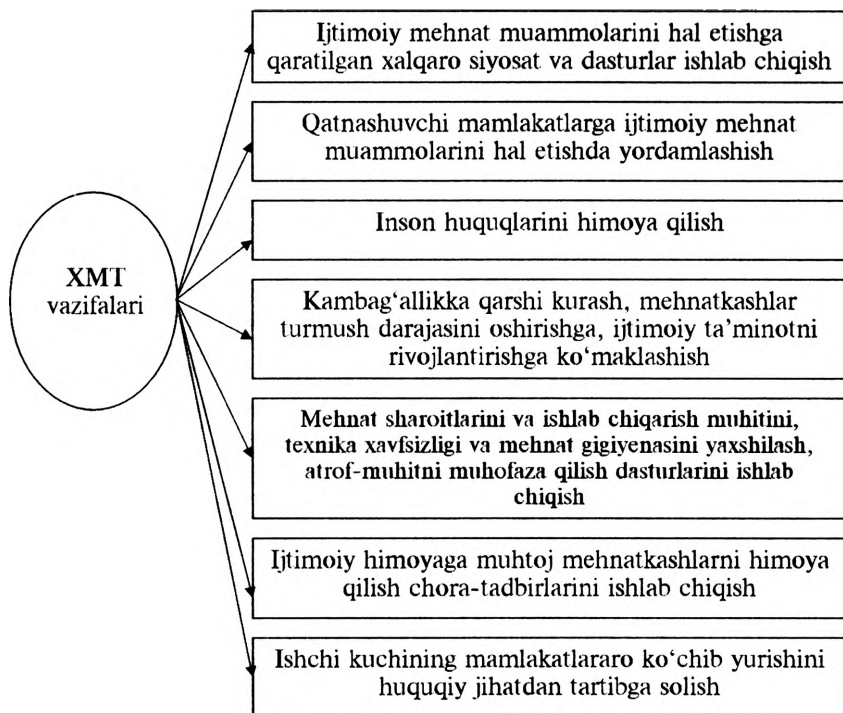 Ijtimoiy mehnat muammolarini hal etishga
qaratilgan xalqaro siyosat va dasturlar ishlab chiqish
Qatnashuvchi mamlakatlarga ijtimoiy mehnat
muammolarini hal etishda yordamlashish
Inson huquqlarini himoya qilish
XMT
vazifalari
Kambag‘allikka qarshi kurash, mehnatkashlar
turmush darajasini oshirishga, ijtimoiy ta’minotni
rivojlantirishga ko‘maklashish
Mehnat sharoitlarini va ishlab chiqarish muhitini,
texnika xavfsizligi va mehnat gigiyenasini yaxshilash,
atrof-muhitni muhofaza qilish dasturlarini ishlab
chiqish
Ijtimoiy himoyaga muhtoj mehnatkashlarni himoya
qilish chora-tadbirlarini ishlab chiqish
Ishchi kuchining mamlakatlararo ko‘chib yurishini
huquqiy jihatdan tartibga solish